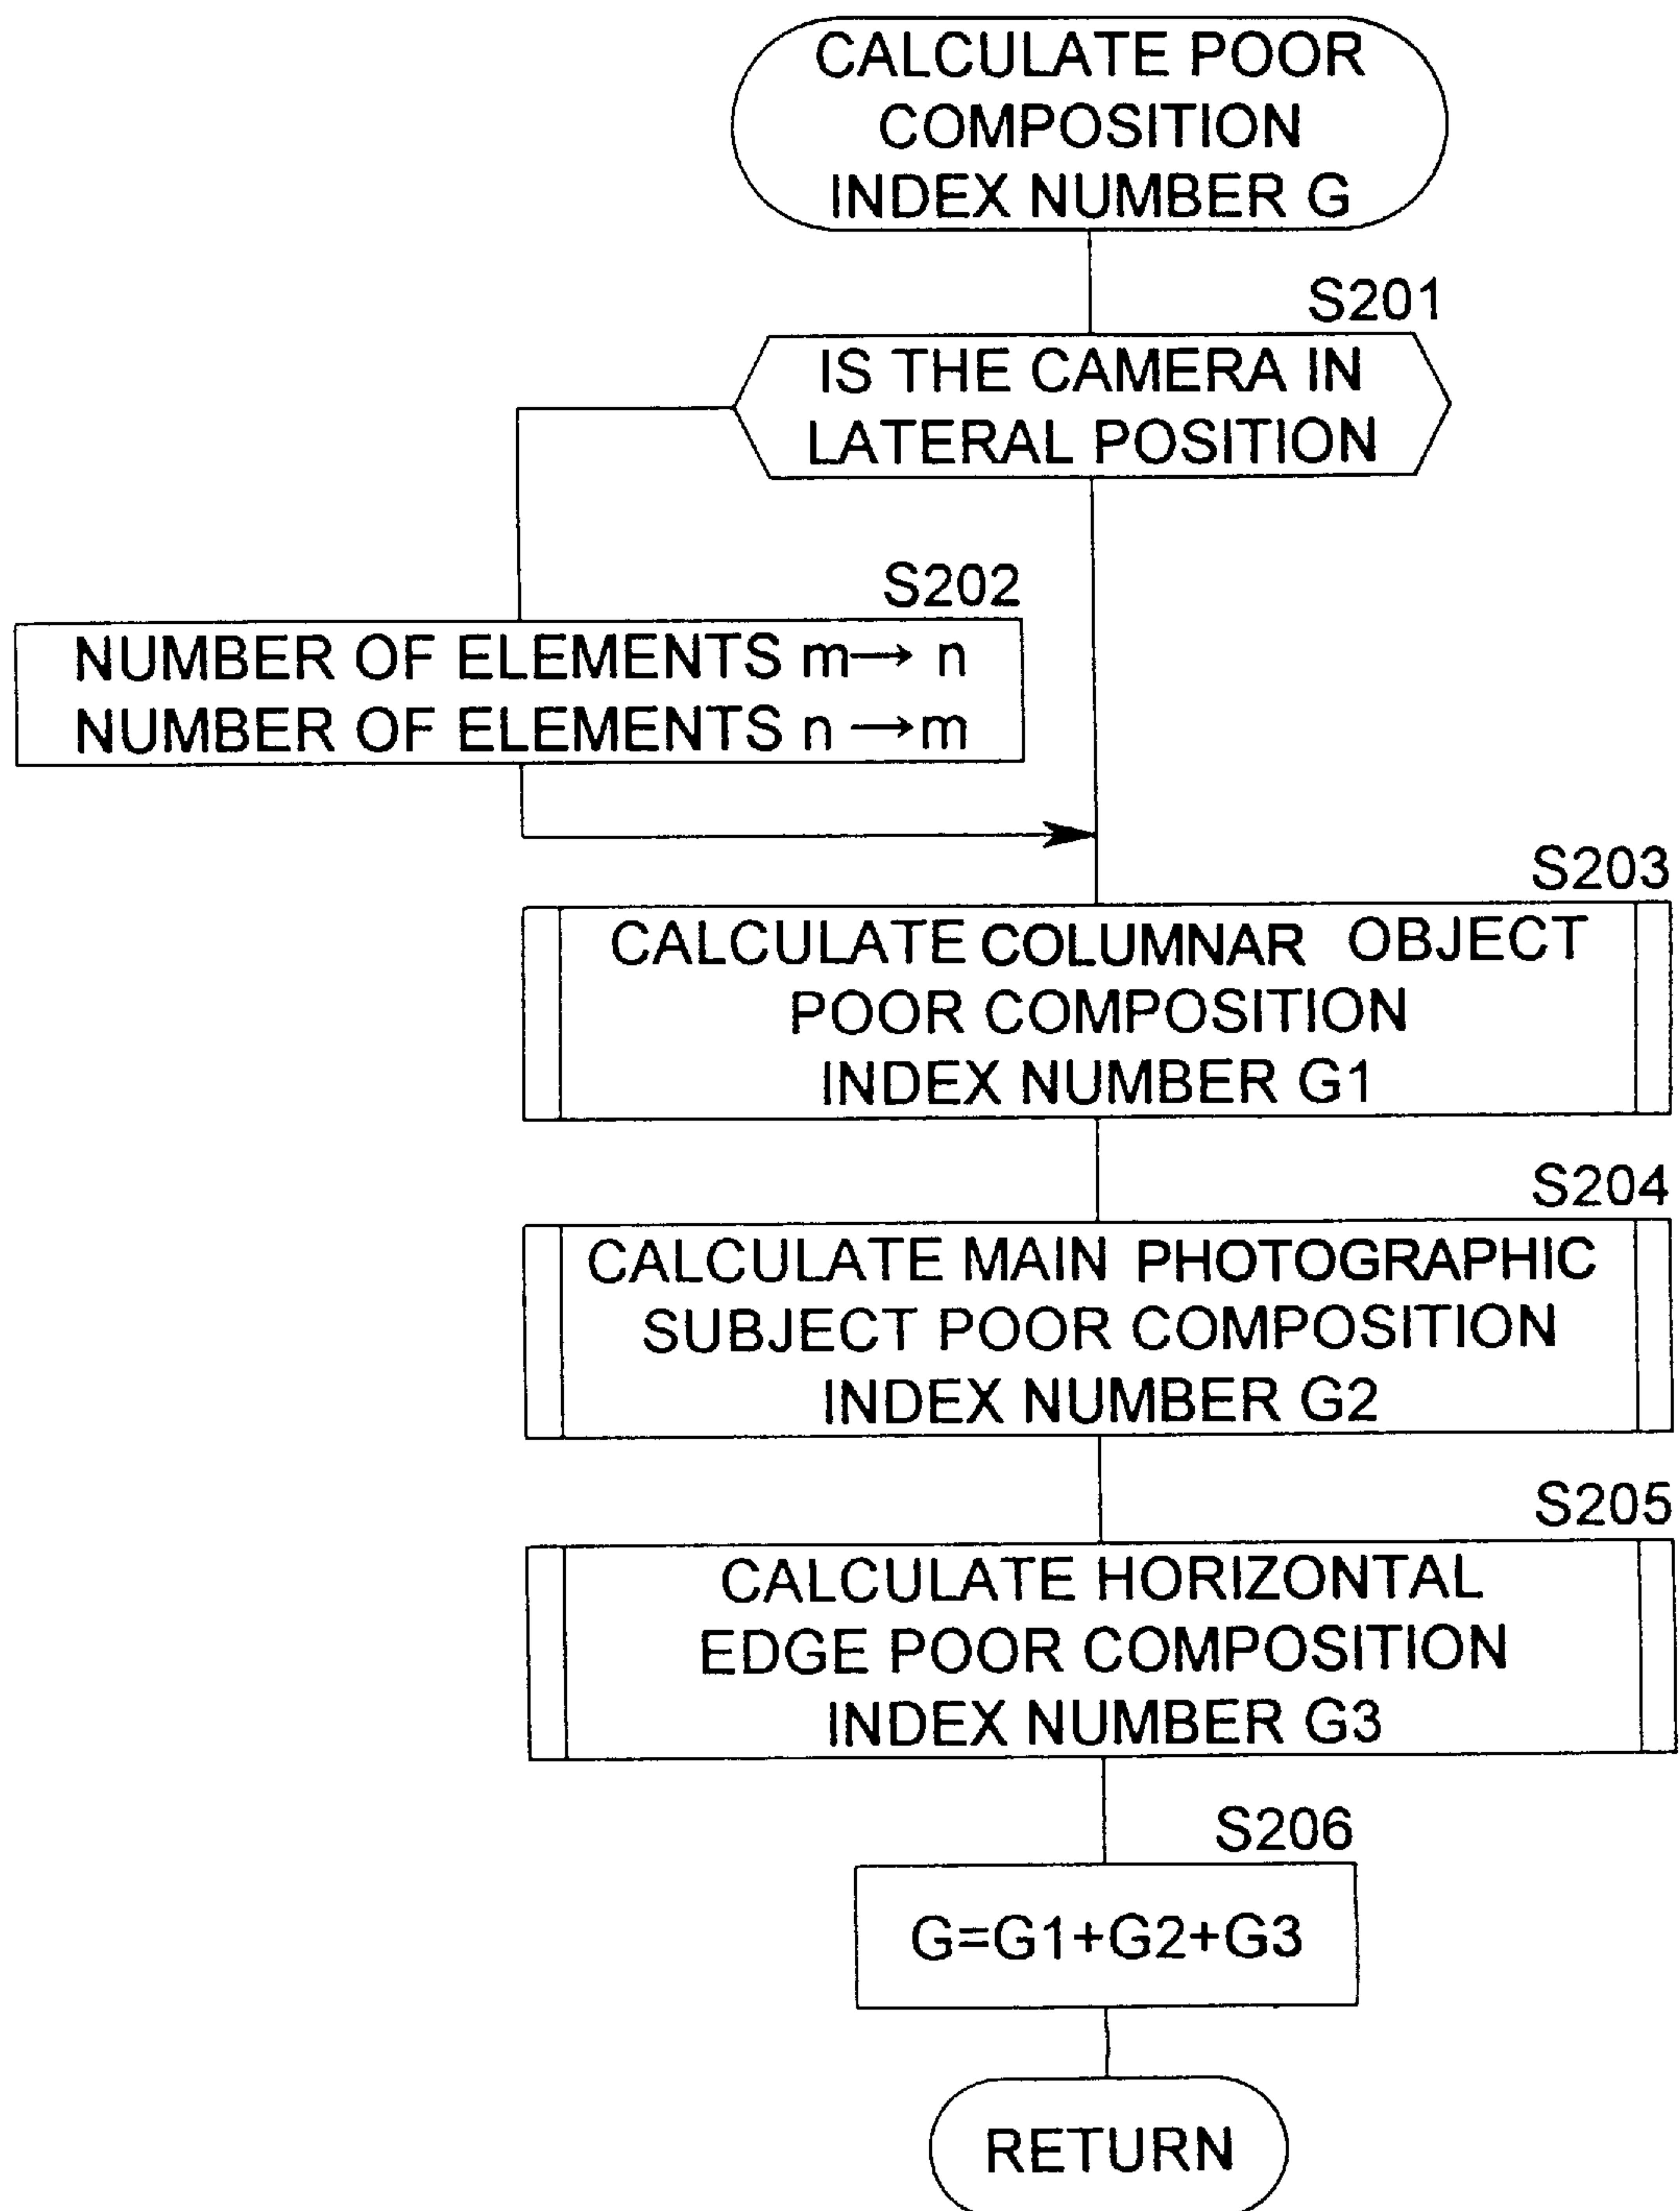 CALCULATE POOR
COMPOSITION
INDEX NUMBER G
S201
IS THE CAMERA IN
LATERAL POSITION
S202
NUMBER OF ELEMENTS m→ n
NUMBER OF ELEMENTS n →m
S203
CALCULATE COLUMNAR OBJECT
POOR COMPOSITION
INDEX NUMBER G1
S204
CALCULATE MAIN PHOTOGRAPHIC
SUBJECT POOR COMPOSITION
INDEX NUMBER G2
S205
CALCULATE HORIZONTAL
EDGE POOR COMPOSITION
INDEX NUMBER G3
S206
G=G1+G2+G3
RETURN